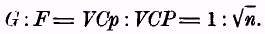 G : F = VCp : VCP = 1 : √n.